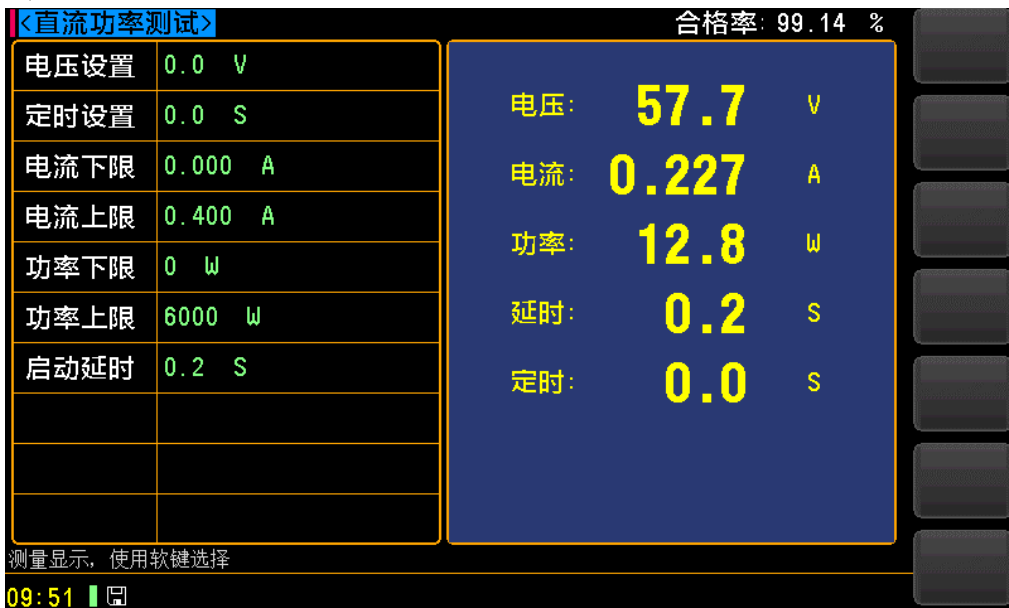 <直流功率测试>
合格率: 99.14 %
电压设置 0.0 V
定时设置 0.0 S
电流下限 0.000 A
电流上限 0.400 A
功率下限 0 W
功率上限 6000 W
启动延时 0.2 S
电压: 57.7 V
电流: 0.227 A
功率: 12.8 W
延时: 0.2 S
定时: 0.0 S
测量显示, 使用软键选择
09:51